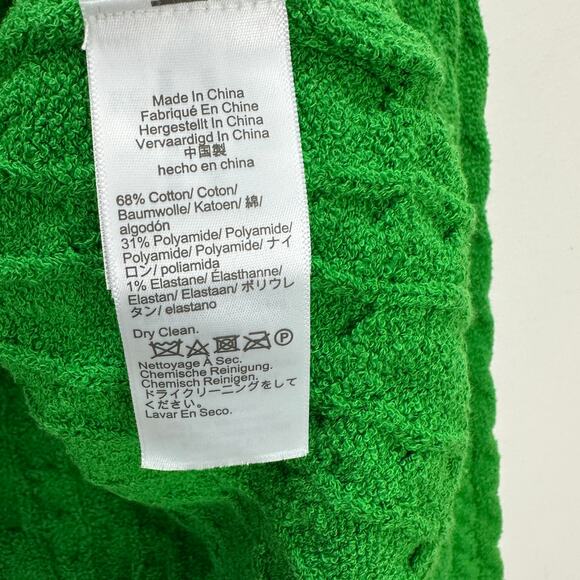 Made In China
Fabriqué En Chine
Hergestellt In China
Vervaardigd In China
中国製
hecho en china
68% Cotton/ Coton/
Baumwolle/ Katoen/ 綿/
algodón
31% Polyamide/ Polyamide/
Polyamide/ Polyamide/ ナイ
ロン/ poliamida
1% Elastane/ Élasthanne/
Elastan/ Elastaan/ ポリウレ
タン/ elastano
Dry Clean.
P
Nettoyage À Sec.
Chemische Reinigung.
Chemisch Reinigen.
ドライクリーニングをして
ください。
Lavar En Seco.